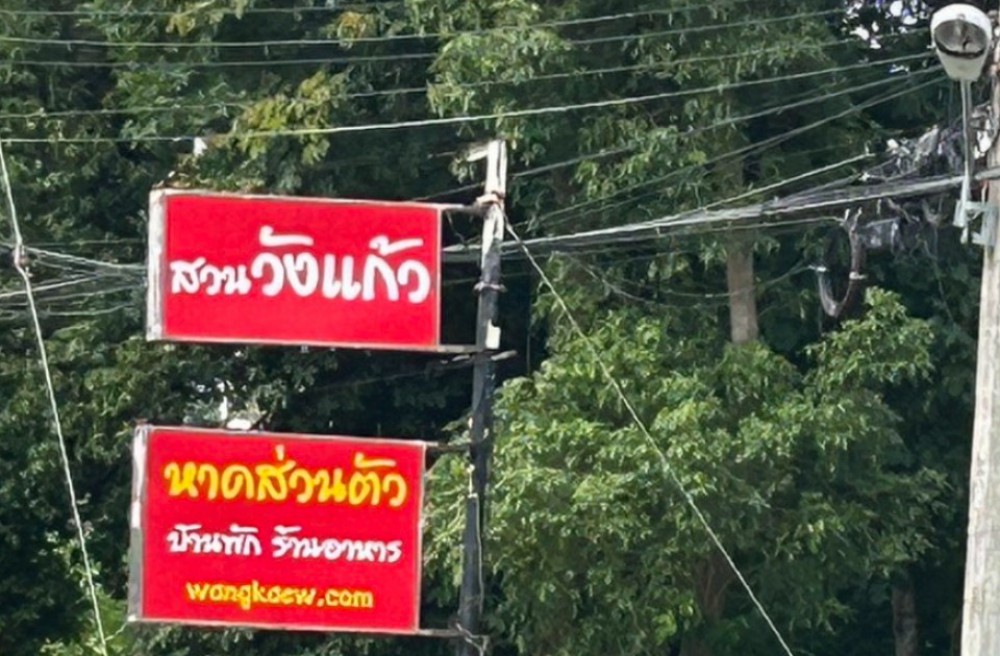 สวนวังแก้ว
หาดส่วนตัว
บ้านพัก ร้านอาหาร
wangkaew.com